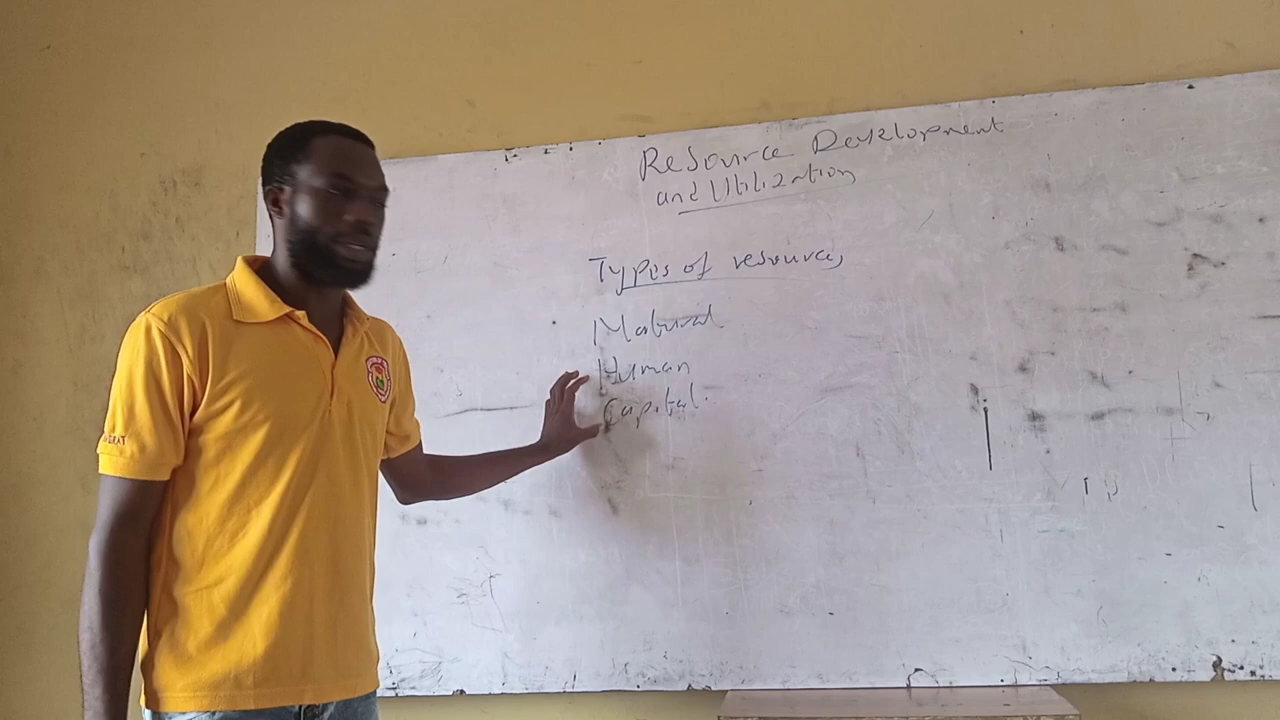 Resource Development
and Utilization
Types of resources
Natural
Human
Capital.